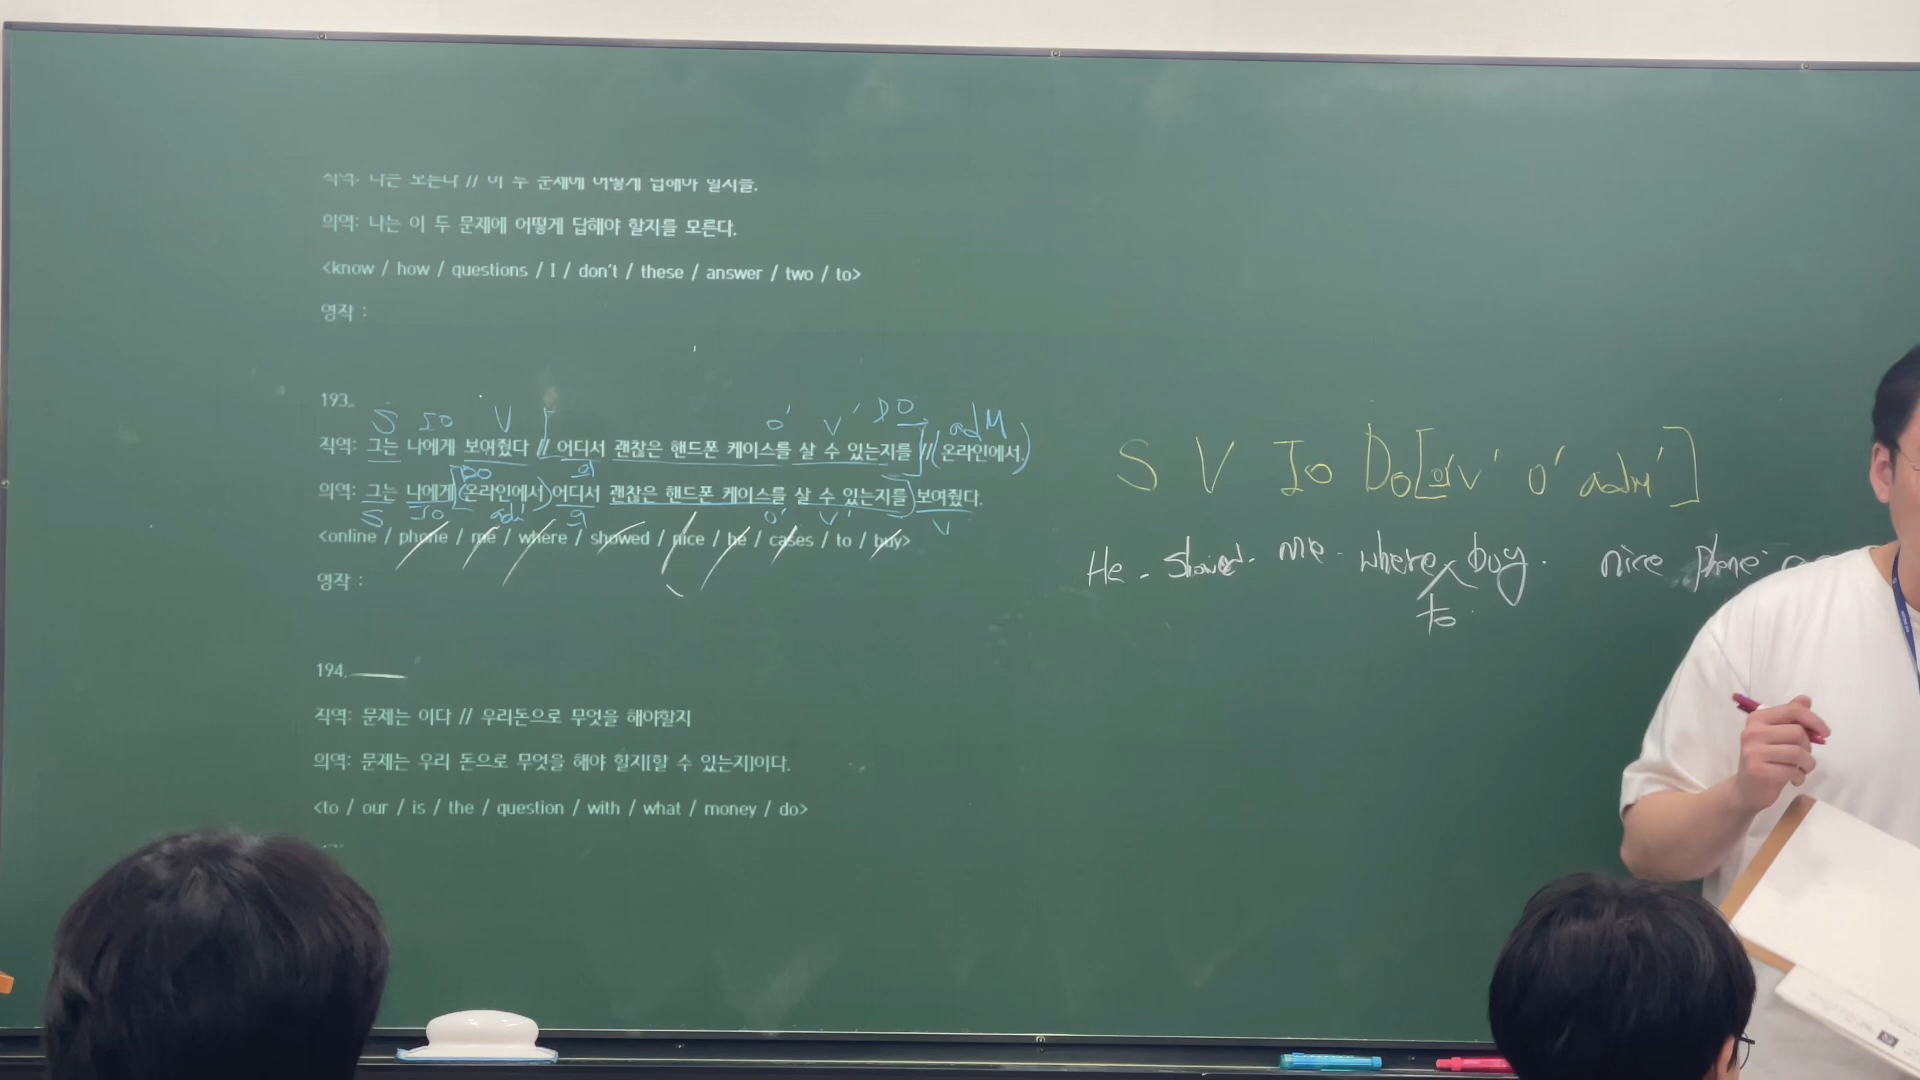 직역: 나는 모른다 // 이 두 문제에 어떻게 답해야 할지를.
의역: 나는 이 두 문제에 어떻게 답해야 할지를 모른다.
<know / how / questions / I / don't / these / answer / two / to>
영작 :
193.
S IO V [ O' V' DO adM
직역: 그는 나에게 보여줬다 // 어디서 괜찮은 핸드폰 케이스를 살 수 있는지를] // (온라인에서.)
DO 의
의역: 그는 나에게 [(온라인에서) 어디서 괜찮은 핸드폰 케이스를 살 수 있는지를] 보여줬다.
S IO 의 O' V' V
<online / phone / me / where / showed / nice / he / cases / to / buy>
영작 :
194.
직역: 문제는 이다 // 우리돈으로 무엇을 해야할지
의역: 문제는 우리 돈으로 무엇을 해야 할지[할 수 있는지]이다.
<to / our / is / the / question / with / what / money / do>
S V IO DO[의 V' O' adM']
He showed me where buy nice phone
to